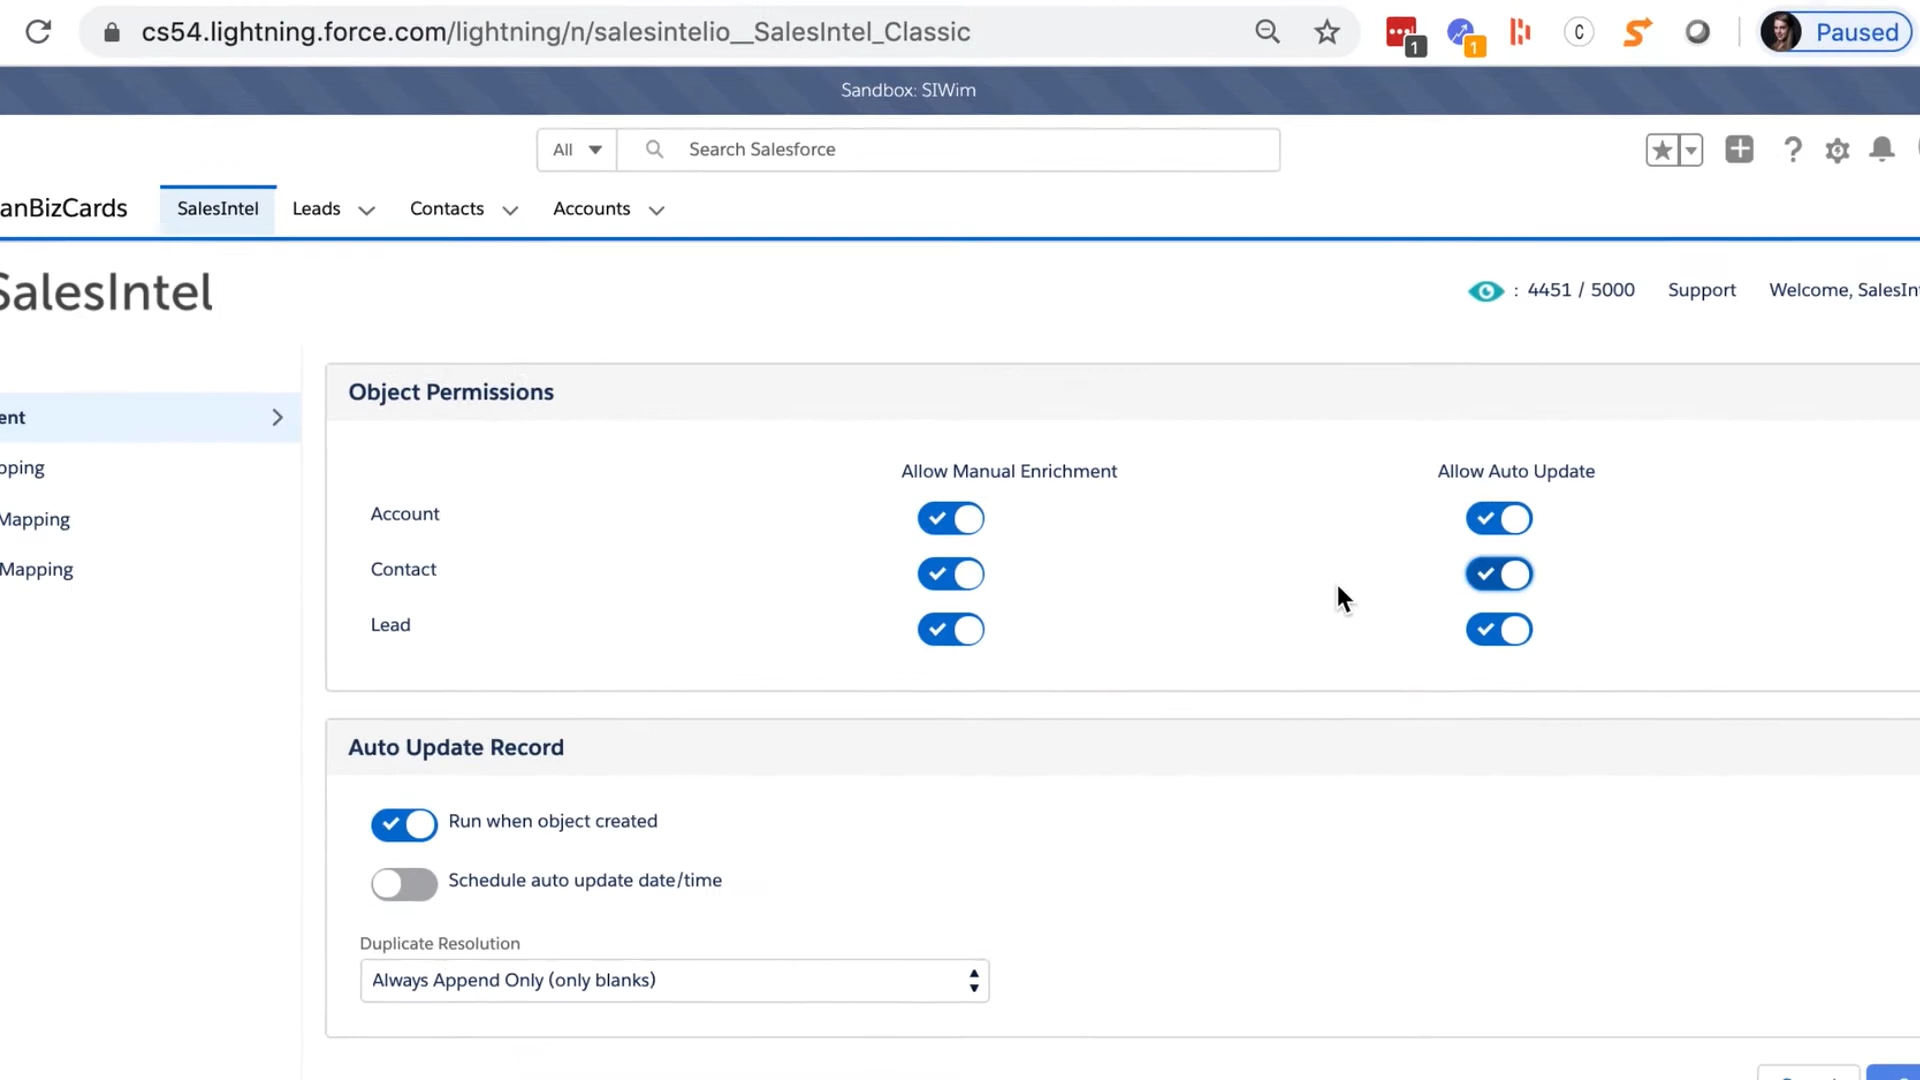 cs54.lightning.force.com/lightning/n/salesintelio__SalesIntel_Classic
1
1
C
Paused
Sandbox: SIWim
All
Search Salesforce
anBizCards
SalesIntel
Leads
Contacts
Accounts
SalesIntel
: 4451 / 5000
Support
Welcome, SalesIn
ent
pping
Mapping
Mapping
Object Permissions
Allow Manual Enrichment
Allow Auto Update
Account
Contact
Lead
Auto Update Record
Run when object created
Schedule auto update date/time
Duplicate Resolution
Always Append Only (only blanks)